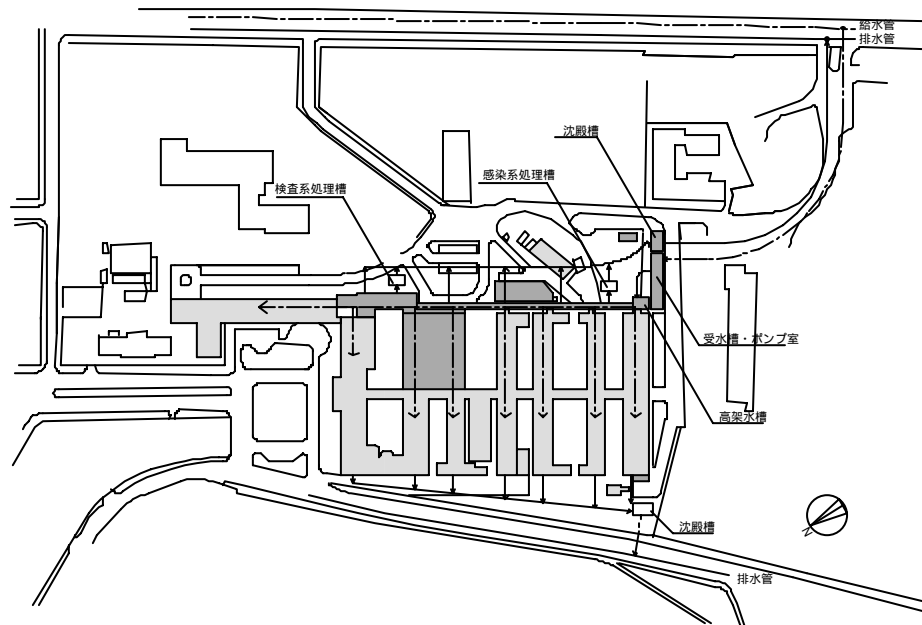 給水管
排水管
沈殿槽
感染系処理槽
検査系処理槽
受水槽・ポンプ室
高架水槽
沈殿槽
排水管